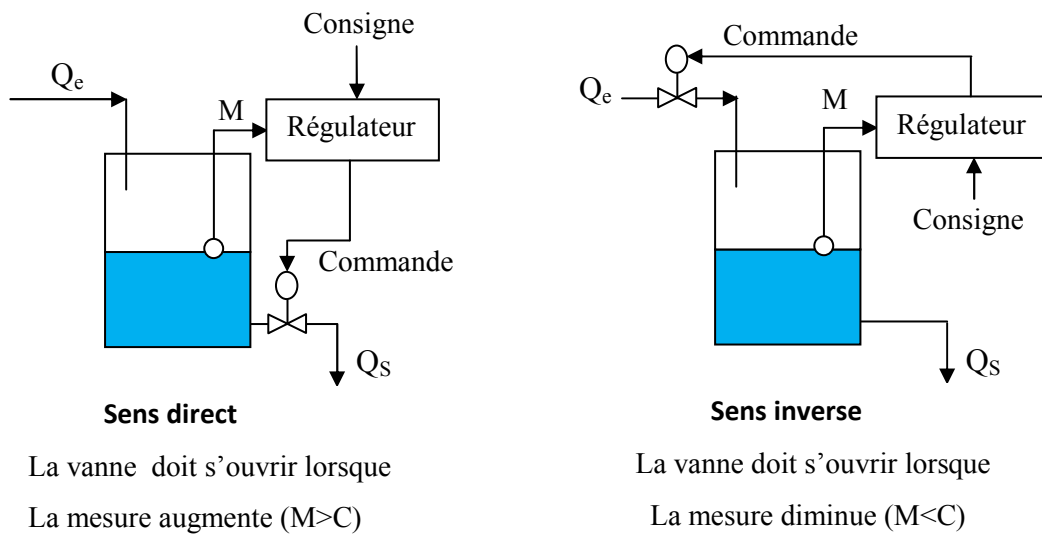 Consigne
Qe
M
Régulateur
Commande
QS
Sens direct
La vanne doit s’ouvrir lorsque
La mesure augmente (M>C)
Commande
Qe
M
Régulateur
Consigne
QS
Sens inverse
La vanne doit s’ouvrir lorsque
La mesure diminue (M<C)